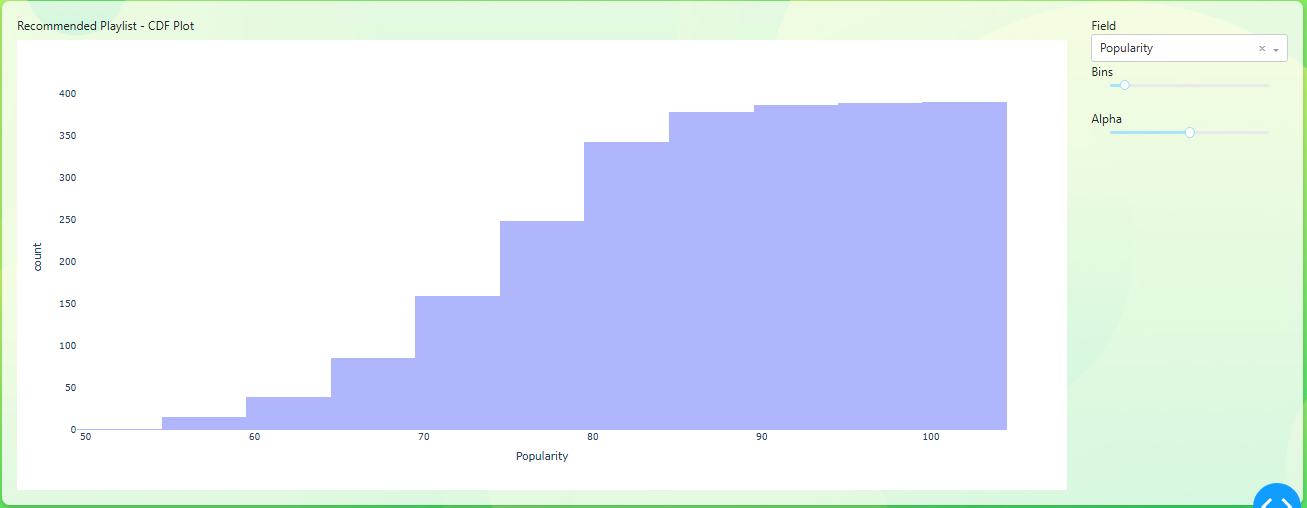 Recommended Playlist - CDF Plot
Field
Popularity
Bins
Alpha
400
350
300
250
200
150
100
50
0
count
50 60 70 80 90 100
Popularity